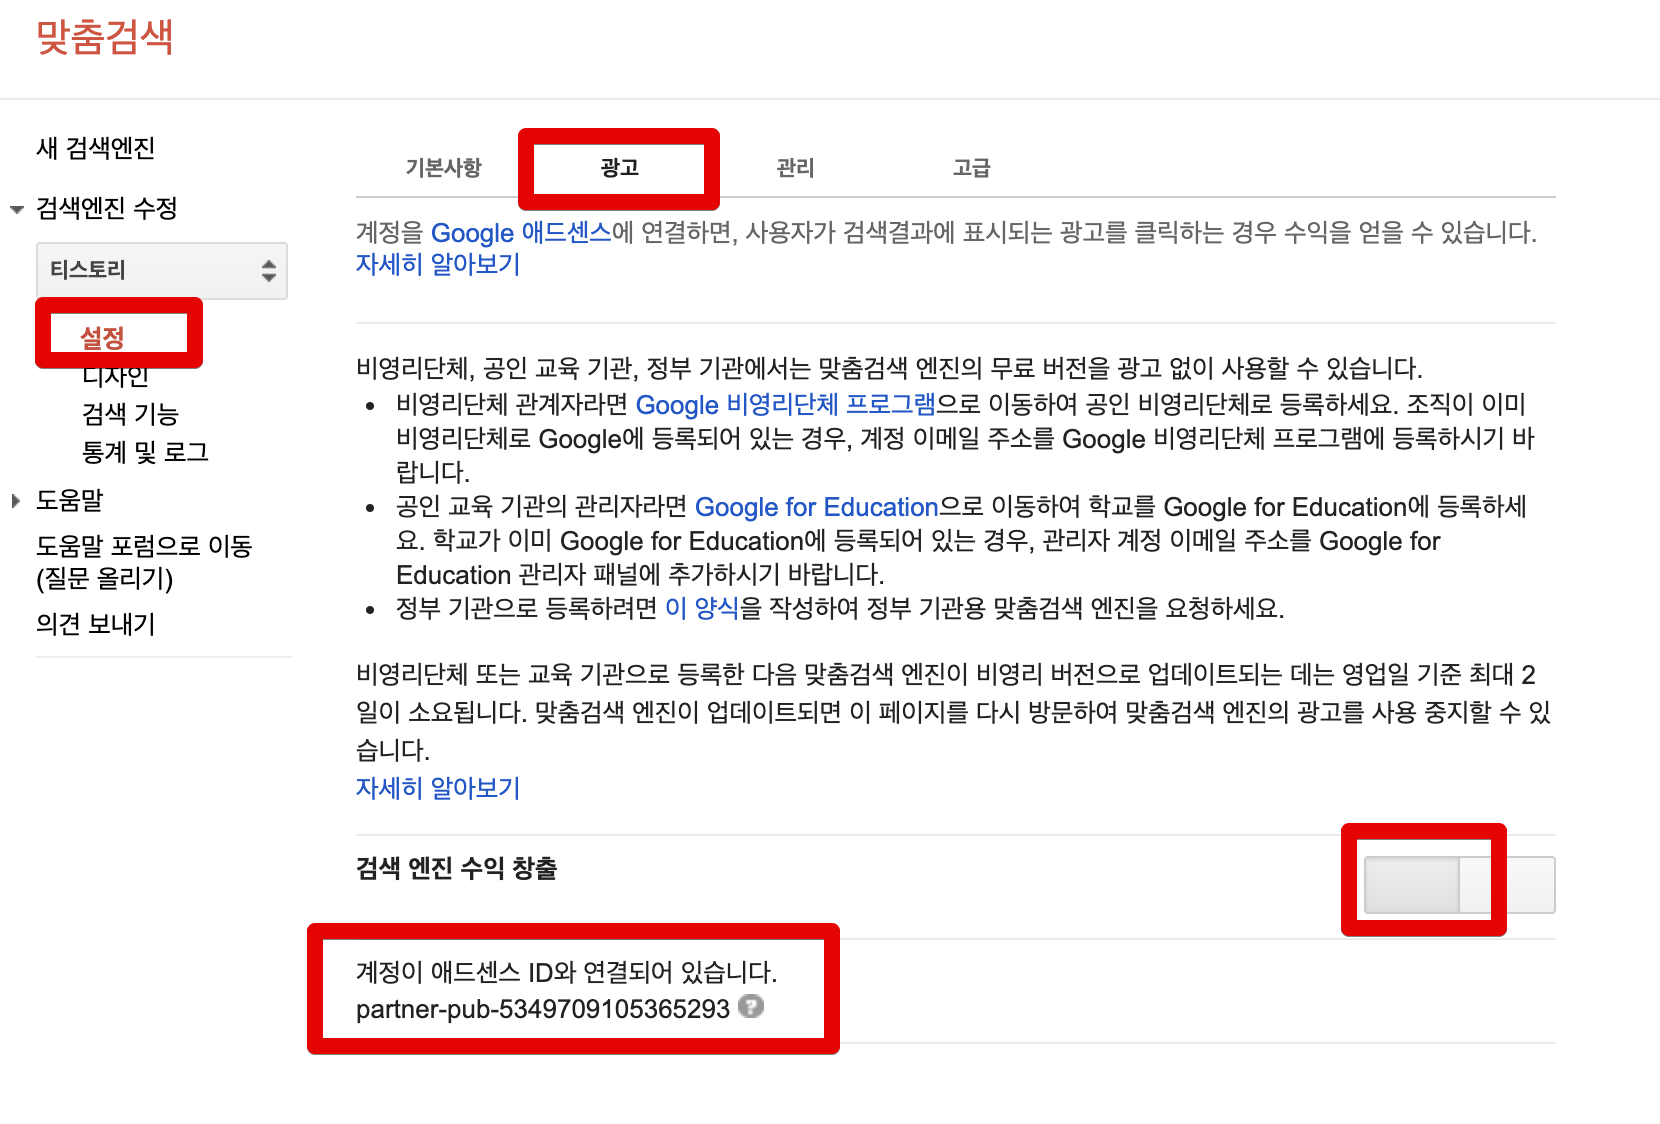 맞춤검색
새 검색엔진
검색엔진 수정
티스토리
설정
디자인
검색 기능
통계 및 로그
도움말
도움말 포럼으로 이동
(질문 올리기)
의견 보내기
기본사항 광고 관리 고급
계정을 Google 애드센스에 연결하면, 사용자가 검색결과에 표시되는 광고를 클릭하는 경우 수익을 얻을 수 있습니다.
자세히 알아보기
비영리단체, 공인 교육 기관, 정부 기관에서는 맞춤검색 엔진의 무료 버전을 광고 없이 사용할 수 있습니다.
• 비영리단체 관계자라면 Google 비영리단체 프로그램으로 이동하여 공인 비영리단체로 등록하세요. 조직이 이미
비영리단체로 Google에 등록되어 있는 경우, 계정 이메일 주소를 Google 비영리단체 프로그램에 등록하시기 바
랍니다.
• 공인 교육 기관의 관리자라면 Google for Education으로 이동하여 학교를 Google for Education에 등록하세
요. 학교가 이미 Google for Education에 등록되어 있는 경우, 관리자 계정 이메일 주소를 Google for
Education 관리자 패널에 추가하시기 바랍니다.
• 정부 기관으로 등록하려면 이 양식을 작성하여 정부 기관용 맞춤검색 엔진을 요청하세요.
비영리단체 또는 교육 기관으로 등록한 다음 맞춤검색 엔진이 비영리 버전으로 업데이트되는 데는 영업일 기준 최대 2
일이 소요됩니다. 맞춤검색 엔진이 업데이트되면 이 페이지를 다시 방문하여 맞춤검색 엔진의 광고를 사용 중지할 수 있
습니다.
자세히 알아보기
검색 엔진 수익 창출
계정이 애드센스 ID와 연결되어 있습니다.
partner-pub-5349709105365293 ?